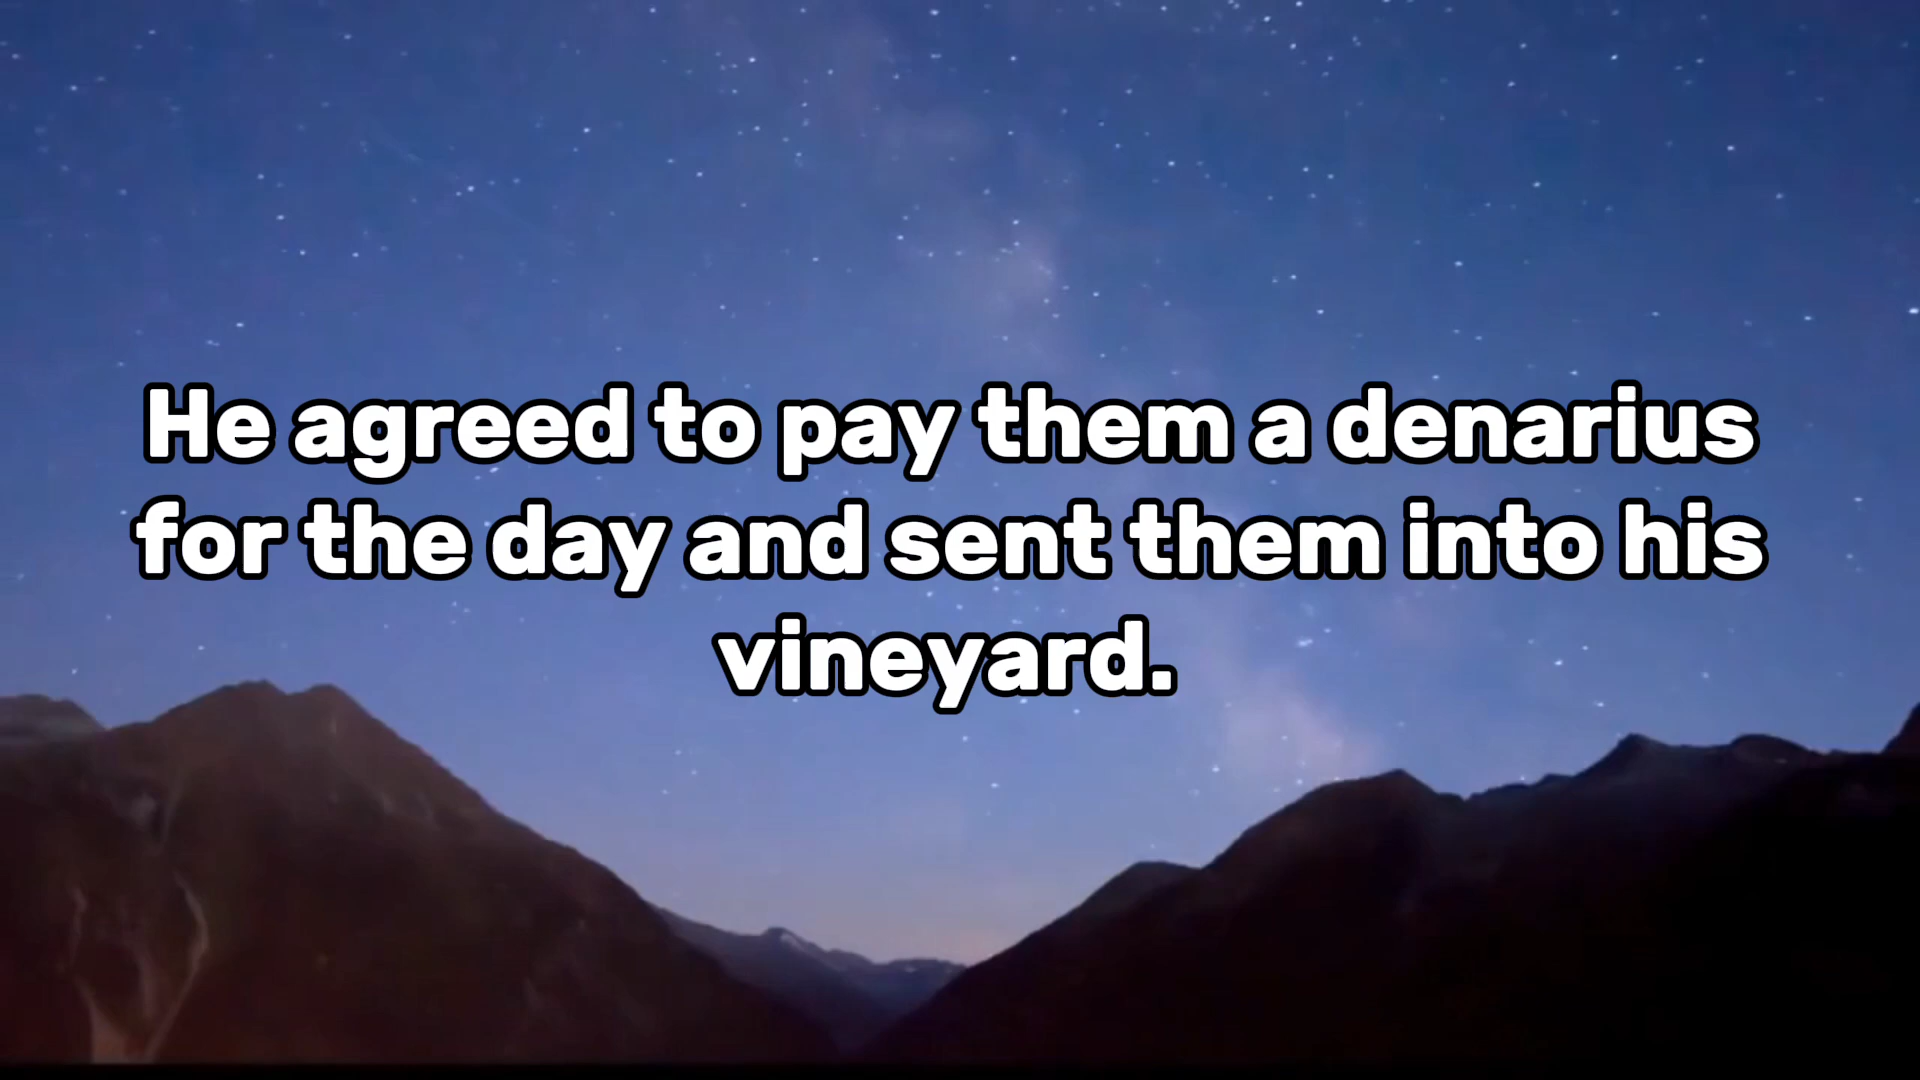 He agreed to pay them a denarius
for the day and sent them into his
vineyard.